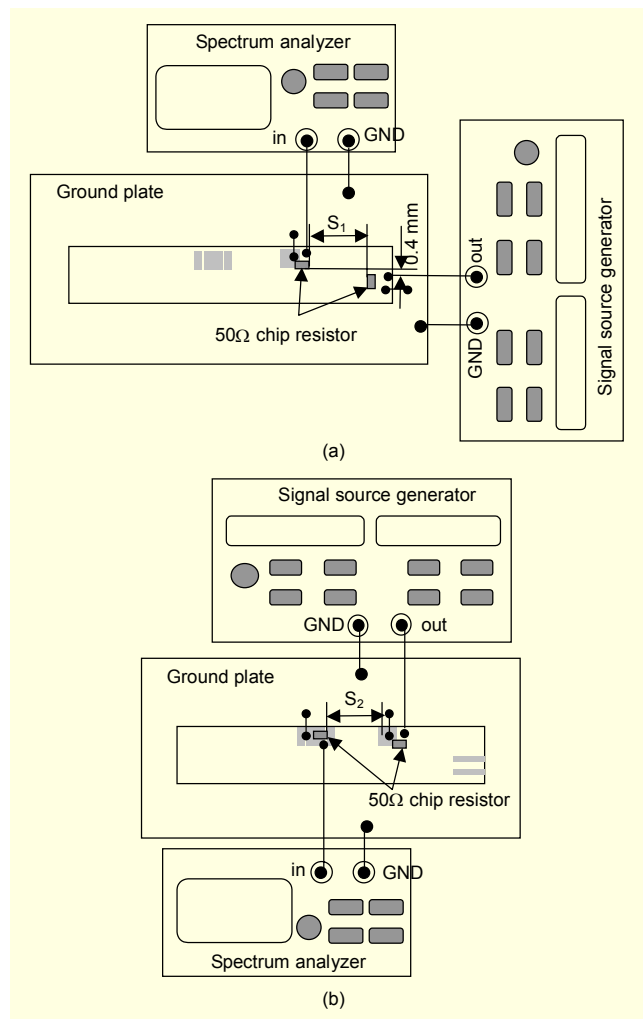 Spectrum analyzer
in
GND
Ground plate
S1
0.4 mm
out
GND
Signal source generator
50Ω chip resistor
(a)
Signal source generator
GND
out
Ground plate
S2
50Ω chip resistor
in
GND
Spectrum analyzer
(b)